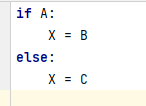 if A:
    X = B
else:
    X = C